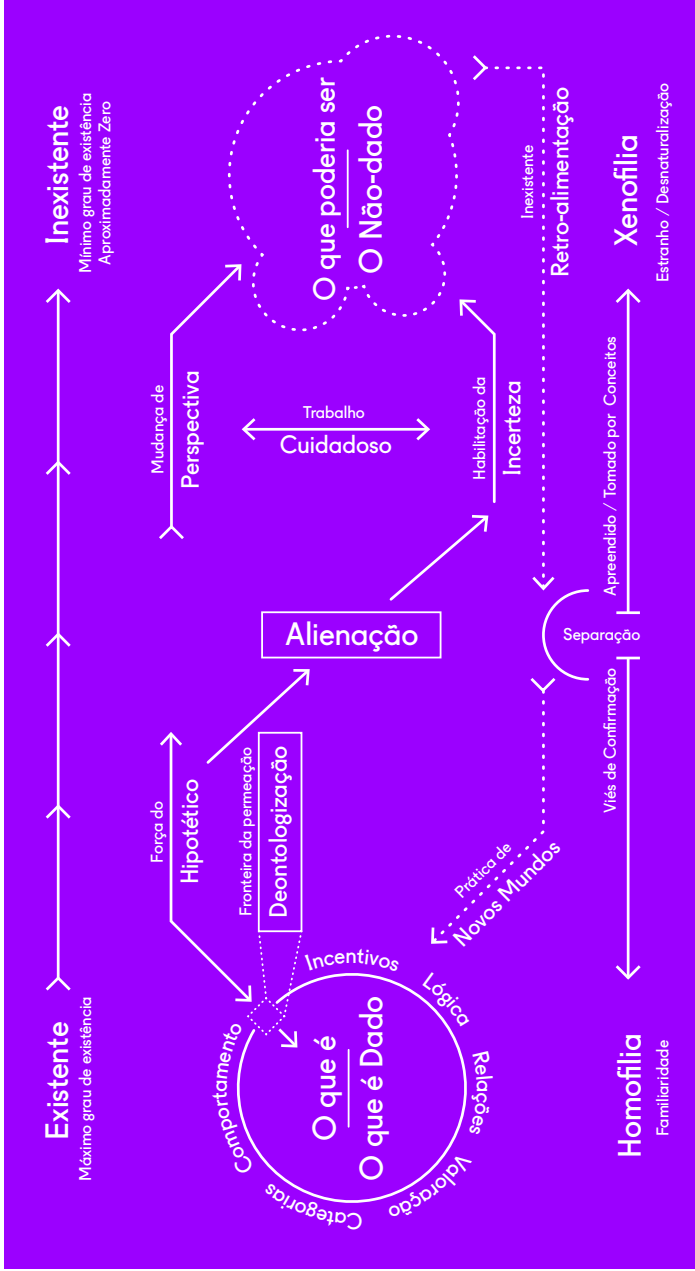 Existente
Máximo grau de existência
Inexistente
Mínimo grau de existência
Aproximadamente Zero
Força do
Hipotético
Mudança de
Perspectiva
Fronteira da permeação
Deontologização
Comportamento
Incentivos
Lógica
Relações
Valoração
Categorias
O que é
O que é Dado
Alienação
Trabalho
Cuidadoso
Habilitação da
Incerteza
O que poderia ser
O Não-dado
Prática de
Novos Mundos
Separação
Inexistente
Retro-alimentação
Viés de Confirmação
Apreendido / Tomado por Conceitos
Homofilia
Familiaridade
Xenofilia
Estranho / Desnaturalização